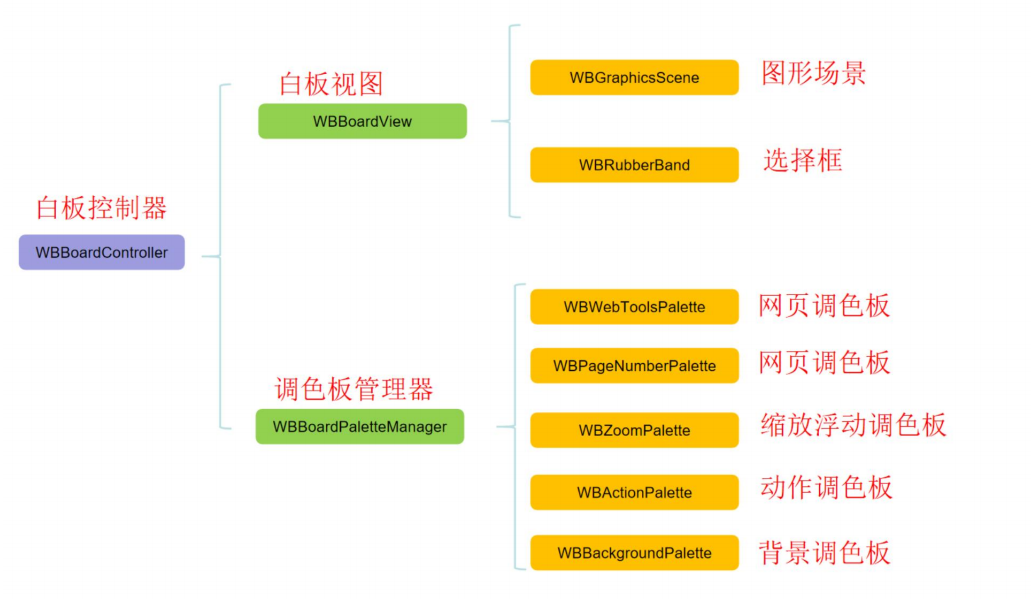 白板控制器
WBBoardController
白板视图
WBBoardView
WBGraphicsScene 图形场景
WBRubberBand 选择框
调色板管理器
WBBoardPaletteManager
WBWebToolsPalette 网页调色板
WBPageNumberPalette 网页调色板
WBZoomPalette 缩放浮动调色板
WBActionPalette 动作调色板
WBBackgroundPalette 背景调色板